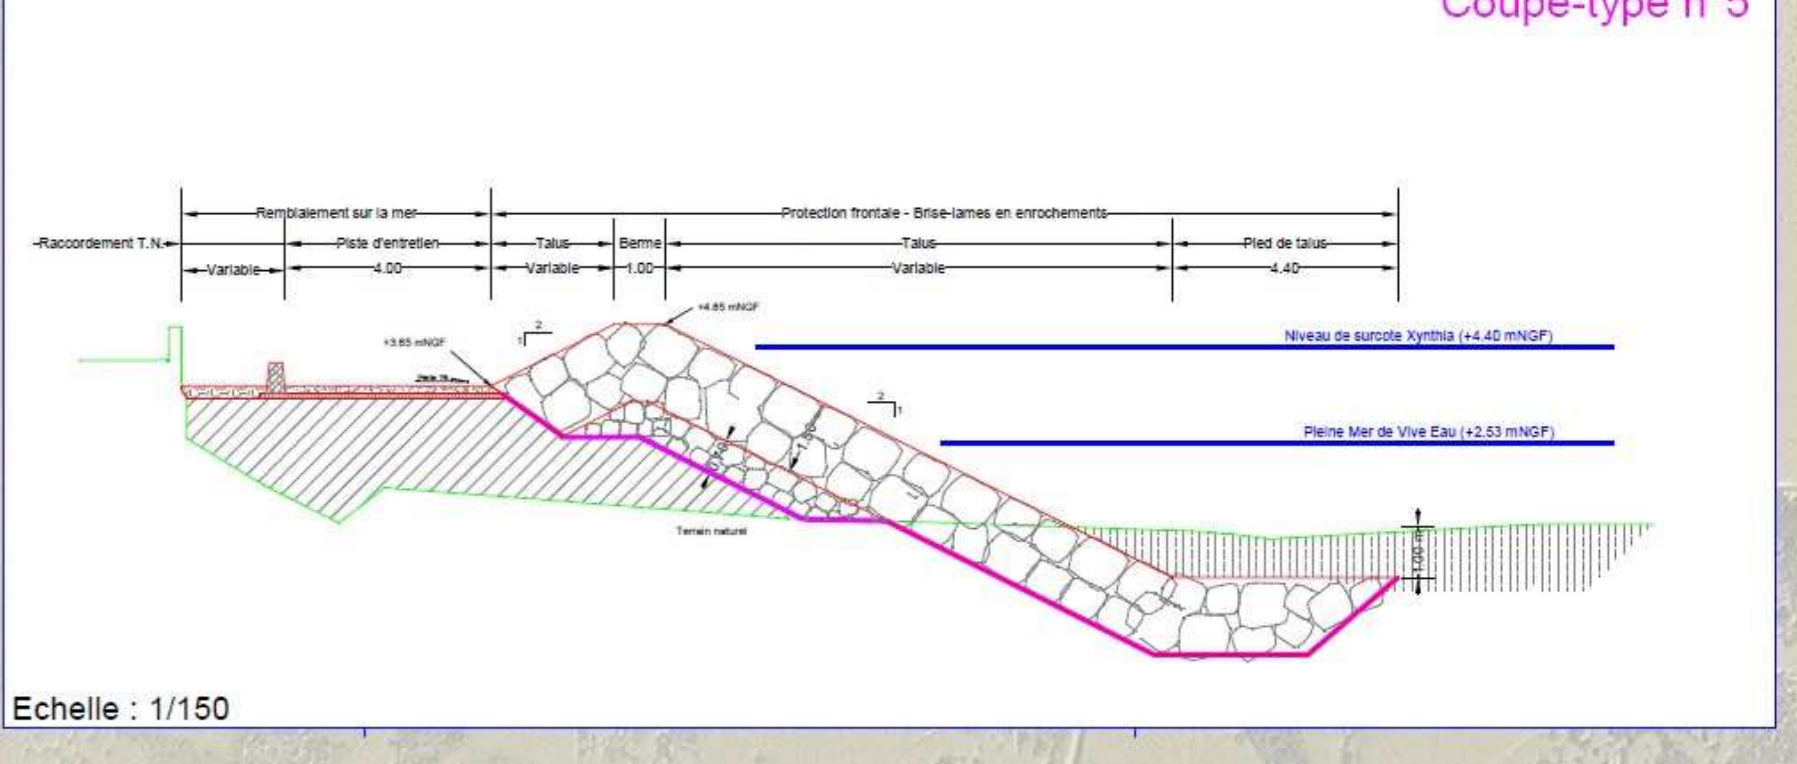 Coupe-type n°5
Remblaiement sur la mer
Protection frontale - Brise-lames en enrochements
Raccordement T.N.
Piste d'entretien
Talus
Berme
Talus
Pied de talus
Variable
4.00
Variable
1.00
Variable
4.40
+4.85 mNGF
2
1
+3.65 mNGF
Niveau de surcote Xynthia (+4.40 mNGF)
2
1
Pleine Mer de Vive Eau (+2.53 mNGF)
Terrain naturel
1.00 m
Echelle : 1/150